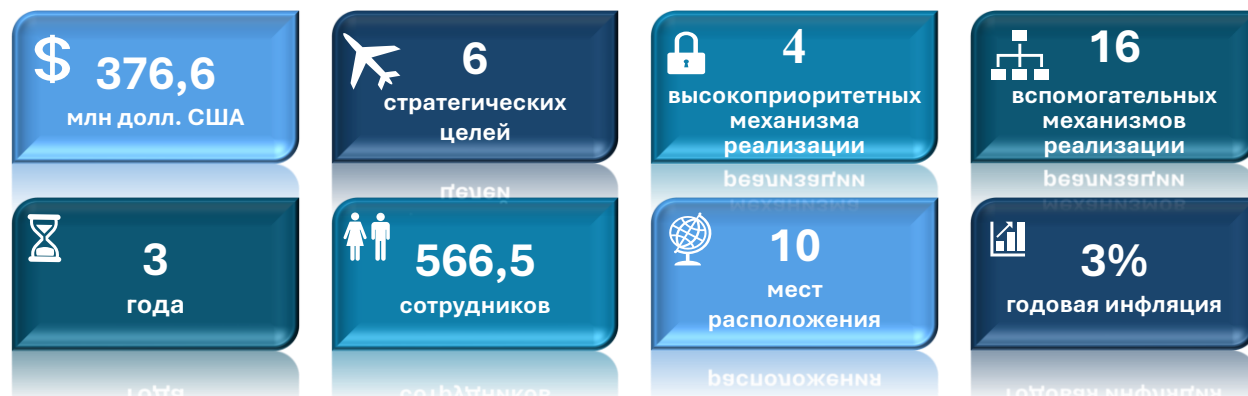 $
376,6
млн долл. США
6
стратегических
целей
4
высокоприоритетных
механизма
реализации
16
вспомогательных
механизмов
реализации
3
года
566,5
сотрудников
10
мест
расположения
3%
годовая инфляция